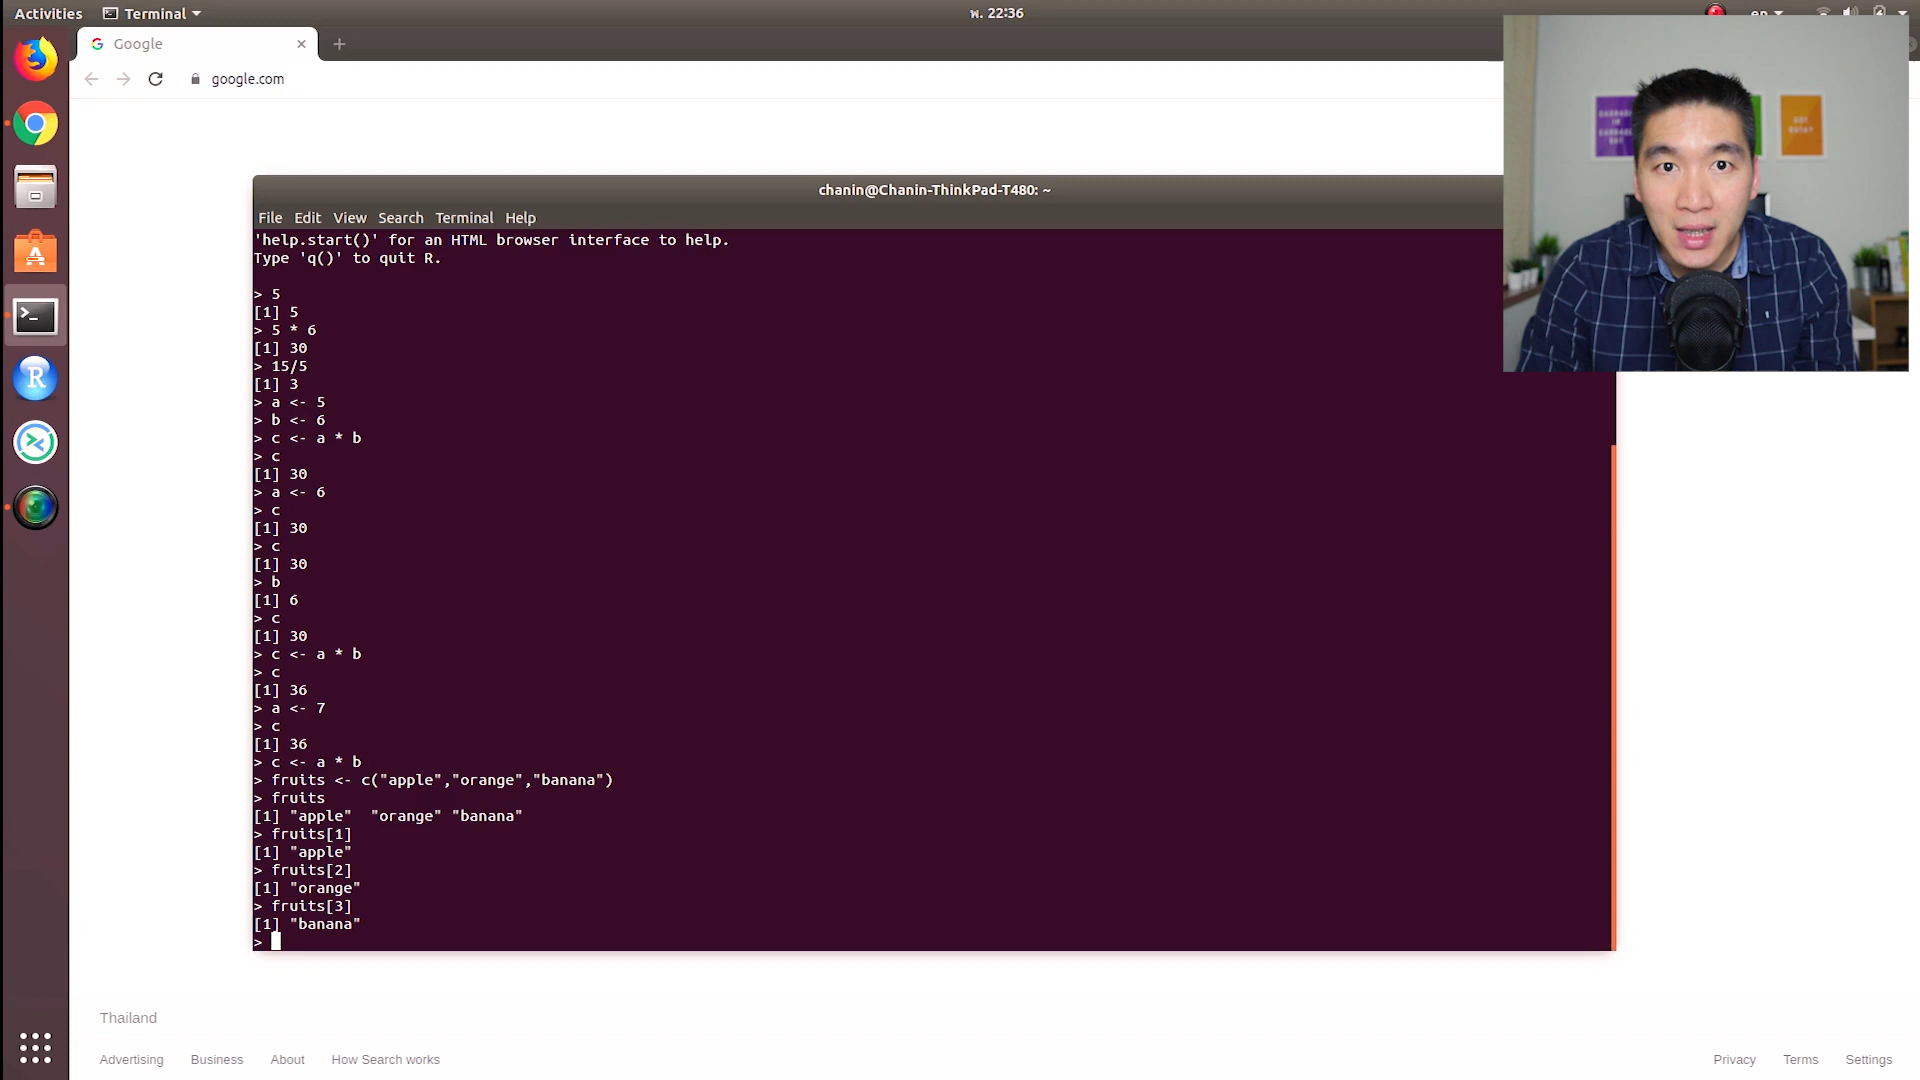 Activities Terminal
พ. 22:36
en
Google
google.com
chanin@Chanin-ThinkPad-T480: ~
File Edit View Search Terminal Help
'help.start()' for an HTML browser interface to help.
Type 'q()' to quit R.
> 5
[1] 5
> 5 * 6
[1] 30
> 15/5
[1] 3
> a <- 5
> b <- 6
> c <- a * b
> c
[1] 30
> a <- 6
> c
[1] 30
> c
[1] 30
> b
[1] 6
> c
[1] 30
> c <- a * b
> c
[1] 36
> a <- 7
> c
[1] 36
> c <- a * b
> fruits <- c("apple","orange","banana")
> fruits
[1] "apple"  "orange" "banana"
> fruits[1]
[1] "apple"
> fruits[2]
[1] "orange"
> fruits[3]
[1] "banana"
>
Thailand
Advertising Business About How Search works
Privacy Terms Settings